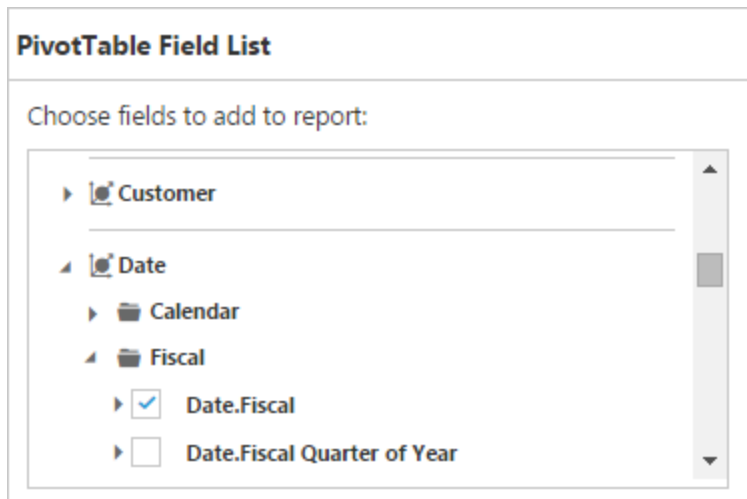 PivotTable Field List
Choose fields to add to report:
Customer
Date
Calendar
Fiscal
Date.Fiscal
Date.Fiscal Quarter of Year